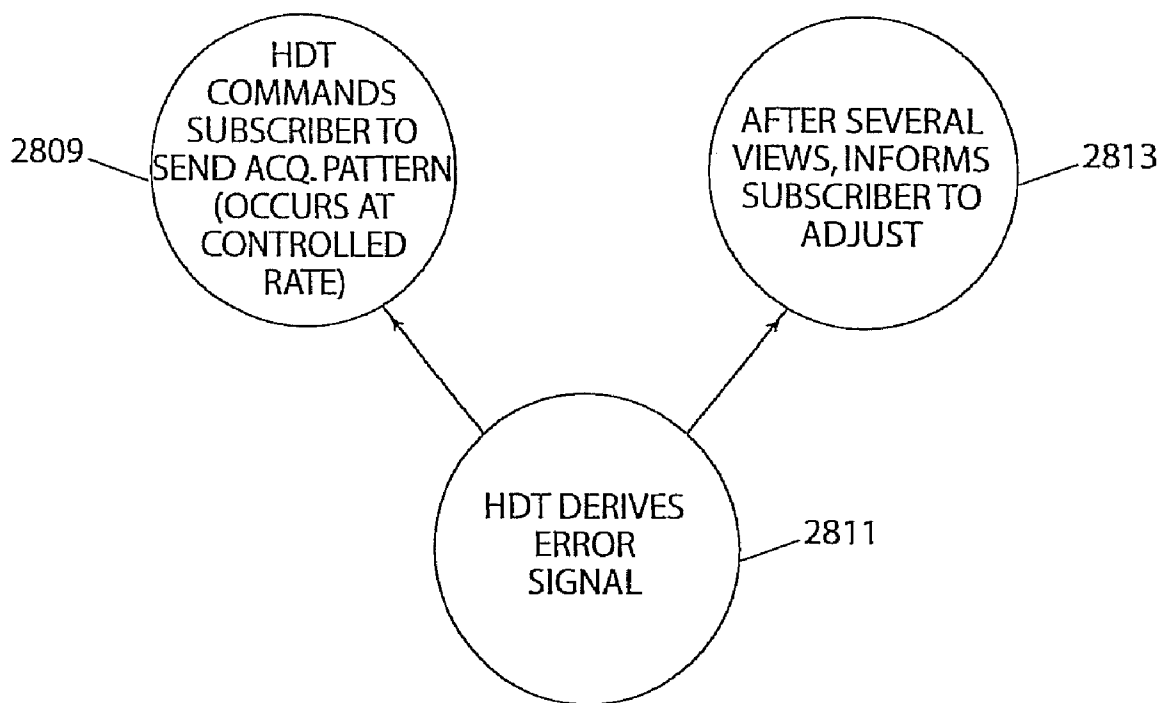 HDT
COMMANDS
SUBSCRIBER TO
SEND ACQ. PATTERN
(OCCURS AT
CONTROLLED
RATE)
2809
AFTER SEVERAL
VIEWS, INFORMS
SUBSCRIBER TO
ADJUST
2813
HDT DERIVES
ERROR
SIGNAL
2811